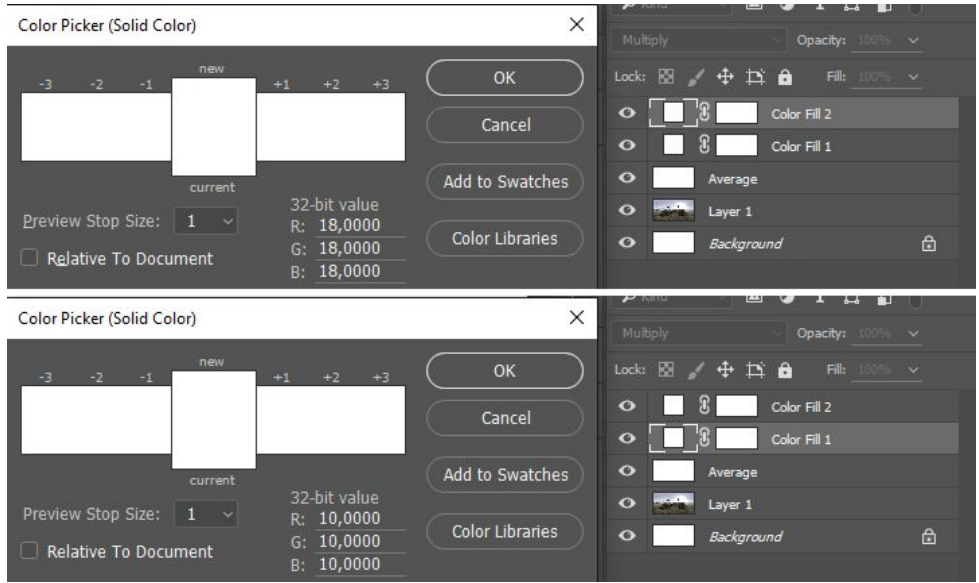 Color Picker (Solid Color)
new
-3 -2 -1 +1 +2 +3
current
OK
Cancel
Add to Swatches
Color Libraries
Preview Stop Size: 1
Relative To Document
32-bit value
R: 18,0000
G: 18,0000
B: 18,0000
Multiply Opacity: 100%
Lock: Fill: 100%
Color Fill 2
Color Fill 1
Average
Layer 1
Background
Color Picker (Solid Color)
new
-3 -2 -1 +1 +2 +3
current
OK
Cancel
Add to Swatches
Color Libraries
Preview Stop Size: 1
Relative To Document
32-bit value
R: 10,0000
G: 10,0000
B: 10,0000
Multiply Opacity: 100%
Lock: Fill: 100%
Color Fill 2
Color Fill 1
Average
Layer 1
Background